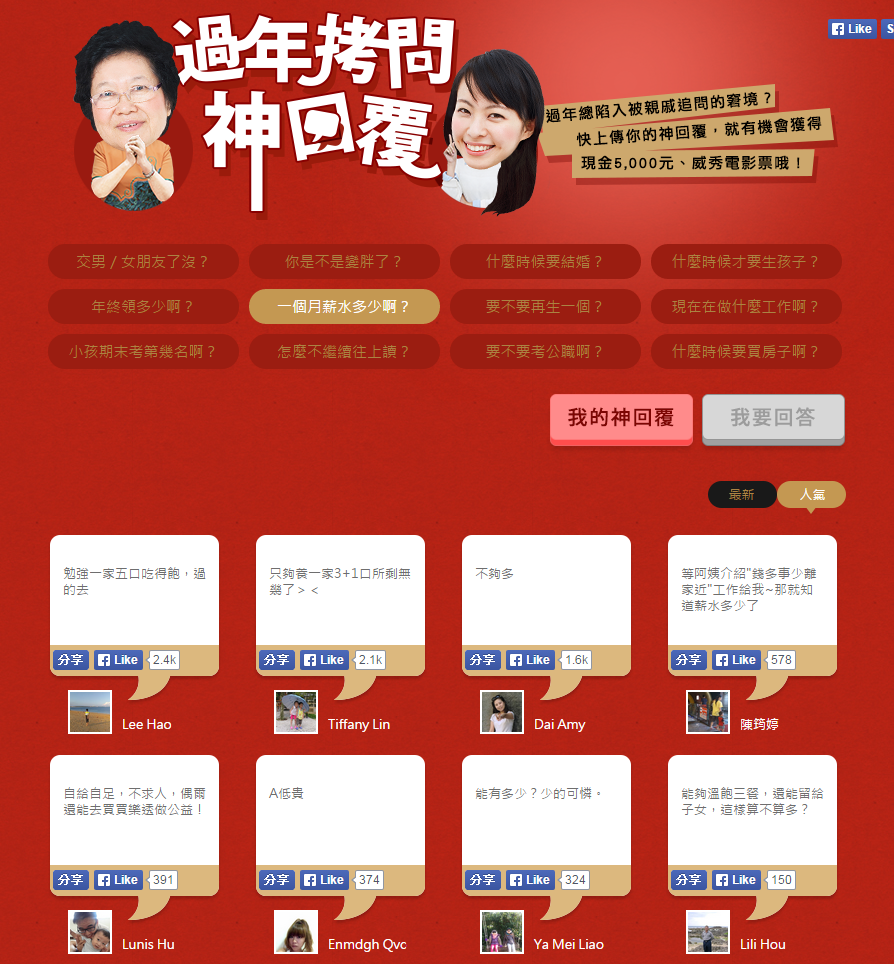 過年拷問
神回覆
Like
S
過年總陷入被親戚追問的窘境？
快上傳你的神回覆，就有機會獲得
現金5,000元、威秀電影票哦！
交男 / 女朋友了沒？
你是不是變胖了？
什麼時候要結婚？
什麼時候才要生孩子？
年終領多少啊？
一個月薪水多少啊？
要不要再生一個？
現在在做什麼工作啊？
小孩期末考第幾名啊？
怎麼不繼續往上讀？
要不要考公職啊？
什麼時候要買房子啊？
我的神回覆
我要回答
最新
人氣
勉強一家五口吃得飽，過
的去
只夠養一家3+1口所剩無
幾了> <
不夠多
等阿姨介紹"錢多事少離
家近"工作給我~那就知
道薪水多少了
分享 Like 2.4k
分享 Like 2.1k
分享 Like 1.6k
分享 Like 578
Lee Hao
Tiffany Lin
Dai Amy
陳筠婷
自給自足，不求人，偶爾
還能去買買樂透做公益！
A低貴
能有多少？少的可憐。
能夠溫飽三餐，還能留給
子女，這樣算不算多？
分享 Like 391
分享 Like 374
分享 Like 324
分享 Like 150
Lunis Hu
Enmdgh Qvc
Ya Mei Liao
Lili Hou